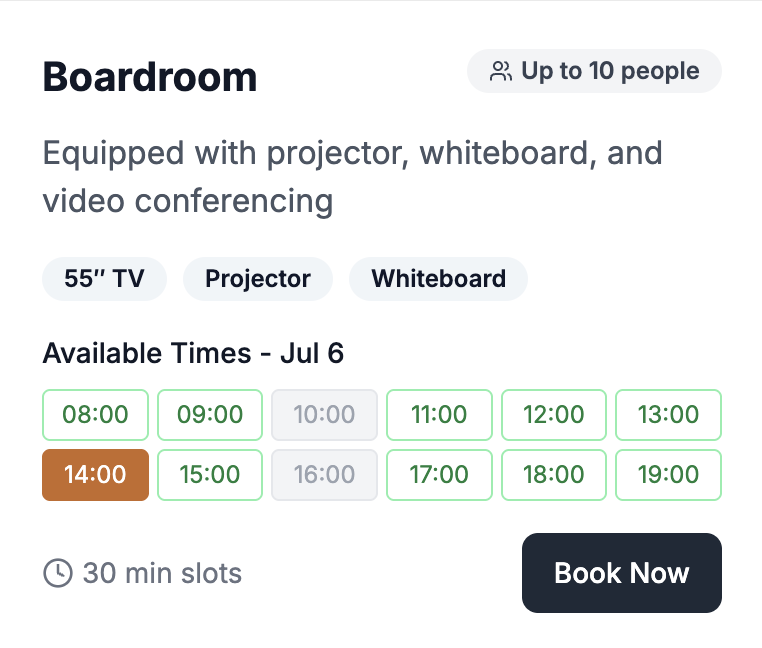 Boardroom
Up to 10 people
Equipped with projector, whiteboard, and
video conferencing
55″ TV Projector Whiteboard
Available Times - Jul 6
08:00 09:00 10:00 11:00 12:00 13:00
14:00 15:00 16:00 17:00 18:00 19:00
30 min slots
Book Now